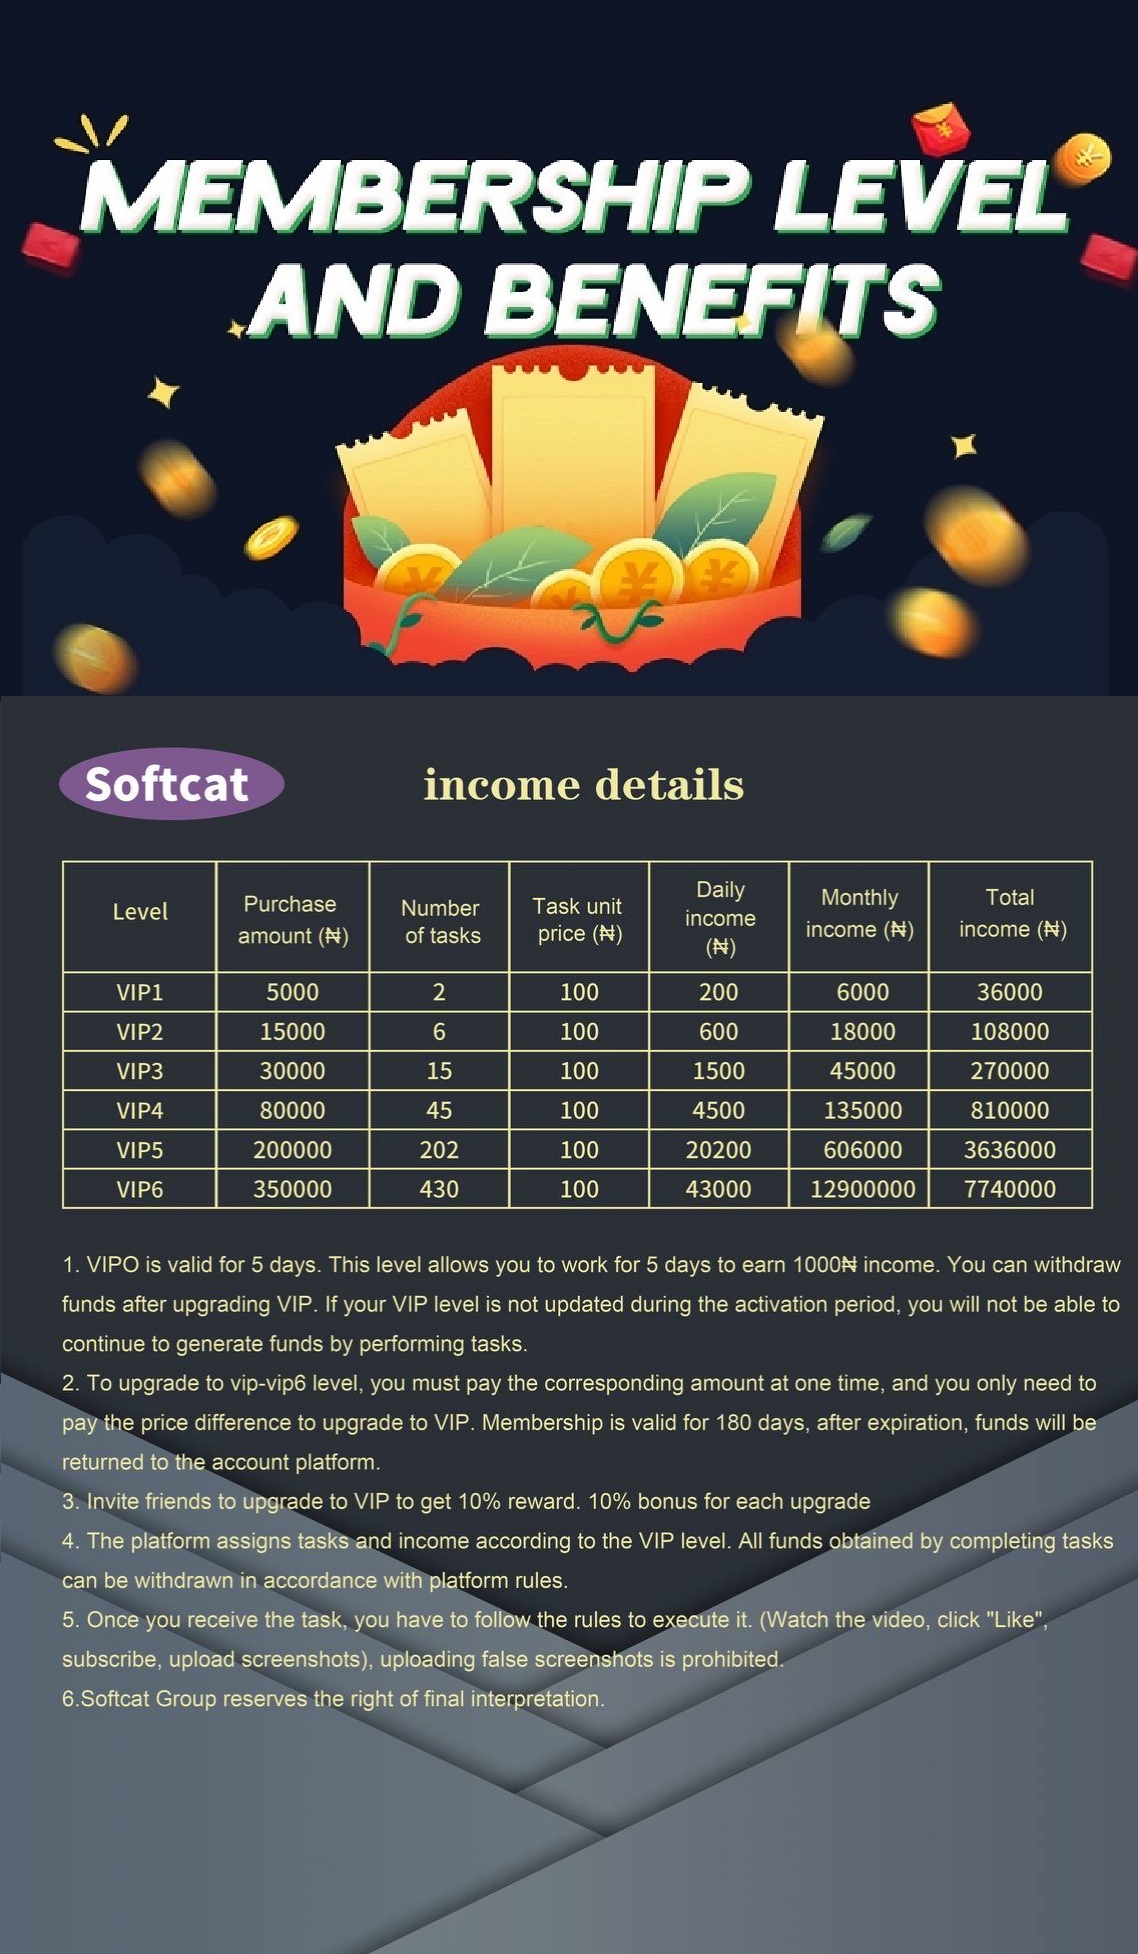 MEMBERSHIP LEVEL
AND BENEFITS
Softcat
income details
Level Purchase amount (₦) Number of tasks Task unit price (₦) Daily income (₦) Monthly income (₦) Total income (₦)
VIP1 5000 2 100 200 6000 36000
VIP2 15000 6 100 600 18000 108000
VIP3 30000 15 100 1500 45000 270000
VIP4 80000 45 100 4500 135000 810000
VIP5 200000 202 100 20200 606000 3636000
VIP6 350000 430 100 43000 12900000 7740000
1. VIPO is valid for 5 days. This level allows you to work for 5 days to earn 1000₦ income. You can withdraw
funds after upgrading VIP. If your VIP level is not updated during the activation period, you will not be able to
continue to generate funds by performing tasks.
2. To upgrade to vip-vip6 level, you must pay the corresponding amount at one time, and you only need to
pay the price difference to upgrade to VIP. Membership is valid for 180 days, after expiration, funds will be
returned to the account platform.
3. Invite friends to upgrade to VIP to get 10% reward. 10% bonus for each upgrade
4. The platform assigns tasks and income according to the VIP level. All funds obtained by completing tasks
can be withdrawn in accordance with platform rules.
5. Once you receive the task, you have to follow the rules to execute it. (Watch the video, click "Like",
subscribe, upload screenshots), uploading false screenshots is prohibited.
6.Softcat Group reserves the right of final interpretation.